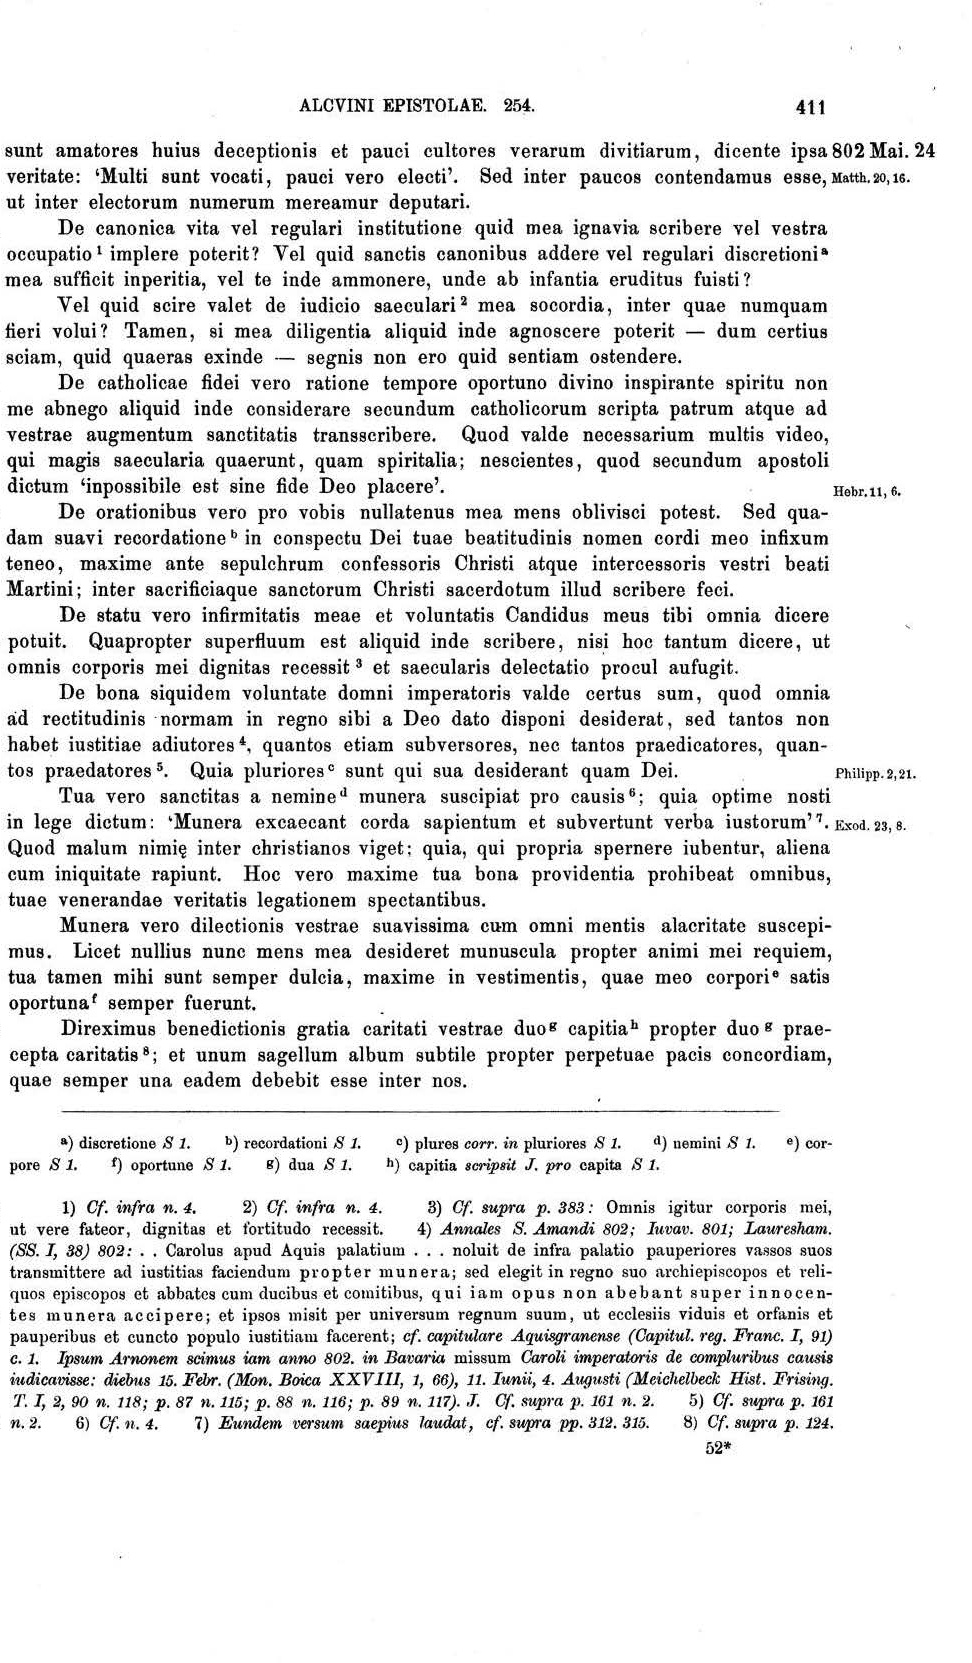 ALCVINI EPISTOLAE. 254. 411
sunt amatores huius deceptionis et pauci cultores verarum divitiarum, dicente ipsa 802 Mai. 24
veritate: ‘Multi sunt vocati, pauci vero electi’. Sed inter paucos contendamus esse, Matth. 20, 16.
ut inter electorum numerum mereamur deputari.
De canonica vita vel regulari institutione quid mea ignavia scribere vel vestra
occupatio ¹ implere poterit? Vel quid sanctis canonibus addere vel regulari discretioni ᵃ
mea sufficit inperitia, vel te inde ammonere, unde ab infantia eruditus fuisti?
Vel quid scire valet de iudicio saeculari ² mea socordia, inter quae numquam
fieri volui? Tamen, si mea diligentia aliquid inde agnoscere poterit — dum certius
sciam, quid quaeras exinde — segnis non ero quid sentiam ostendere.
De catholicae fidei vero ratione tempore oportuno divino inspirante spiritu non
me abnego aliquid inde considerare secundum catholicorum scripta patrum atque ad
vestrae augmentum sanctitatis transscribere. Quod valde necessarium multis video,
qui magis saecularia quaerunt, quam spiritalia; nescientes, quod secundum apostoli
dictum ‘inpossibile est sine fide Deo placere’. Hebr. 11, 6.
De orationibus vero pro vobis nullatenus mea mens oblivisci potest. Sed qua-
dam suavi recordatione ᵇ in conspectu Dei tuae beatitudinis nomen cordi meo infixum
teneo, maxime ante sepulchrum confessoris Christi atque intercessoris vestri beati
Martini; inter sacrificiaque sanctorum Christi sacerdotum illud scribere feci.
De statu vero infirmitatis meae et voluntatis Candidus meus tibi omnia dicere
potuit. Quapropter superfluum est aliquid inde scribere, nisi hoc tantum dicere, ut
omnis corporis mei dignitas recessit ³ et saecularis delectatio procul aufugit.
De bona siquidem voluntate domni imperatoris valde certus sum, quod omnia
ad rectitudinis normam in regno sibi a Deo dato disponi desiderat, sed tantos non
habet iustitiae adiutores ⁴, quantos etiam subversores, nec tantos praedicatores, quan-
tos praedatores ⁵. Quia pluriores ᶜ sunt qui sua desiderant quam Dei. Philipp. 2, 21.
Tua vero sanctitas a nemine ᵈ munera suscipiat pro causis ⁶; quia optime nosti
in lege dictum: ‘Munera excaecant corda sapientum et subvertunt verba iustorum’ ⁷. Exod. 23, 8.
Quod malum nimię inter christianos viget; quia, qui propria spernere iubentur, aliena
cum iniquitate rapiunt. Hoc vero maxime tua bona providentia prohibeat omnibus,
tuae venerandae veritatis legationem spectantibus.
Munera vero dilectionis vestrae suavissima cum omni mentis alacritate suscepi-
mus. Licet nullius nunc mens mea desideret munuscula propter animi mei requiem,
tua tamen mihi sunt semper dulcia, maxime in vestimentis, quae meo corpori ᵉ satis
oportuna ᶠ semper fuerunt.
Direximus benedictionis gratia caritati vestrae duo ᵍ capitia ʰ propter duo ᵍ prae-
cepta caritatis ⁸; et unum sagellum album subtile propter perpetuae pacis concordiam,
quae semper una eadem debebit esse inter nos.
a) discretione S 1. b) recordationi S 1. c) plures corr. in pluriores S 1. d) nemini S 1. e) cor-
pore S 1. f) oportune S 1. g) dua S 1. h) capitia scripsit J. pro capita S 1.
1) Cf. infra n. 4. 2) Cf. infra n. 4. 3) Cf. supra p. 383: Omnis igitur corporis mei,
ut vere fateor, dignitas et fortitudo recessit. 4) Annales S. Amandi 802; Iuvav. 801; Lauresham.
(SS. I, 38) 802: . . Carolus apud Aquis palatium . . . noluit de infra palatio pauperiores vassos suos
transmittere ad iustitias faciendum propter munera; sed elegit in regno suo archiepiscopos et reli-
quos episcopos et abbates cum ducibus et comitibus, qui iam opus non abebant super innocen-
tes munera accipere; et ipsos misit per universum regnum suum, ut ecclesiis viduis et orfanis et
pauperibus et cuncto populo iustitiam facerent; cf. capitulare Aquisgranense (Capitul. reg. Franc. I, 91)
c. 1. Ipsum Arnonem scimus iam anno 802. in Bavaria missum Caroli imperatoris de compluribus causis
iudicavisse: diebus 15. Febr. (Mon. Boica XXVIII, 1, 66), 11. Iunii, 4. Augusti (Meichelbeck Hist. Frising.
T. I, 2, 90 n. 118; p. 87 n. 115; p. 88 n. 116; p. 89 n. 117). J. Cf. supra p. 161 n. 2. 5) Cf. supra p. 161
n. 2. 6) Cf. n. 4. 7) Eundem versum saepius laudat, cf. supra pp. 312. 315. 8) Cf. supra p. 124.
52*